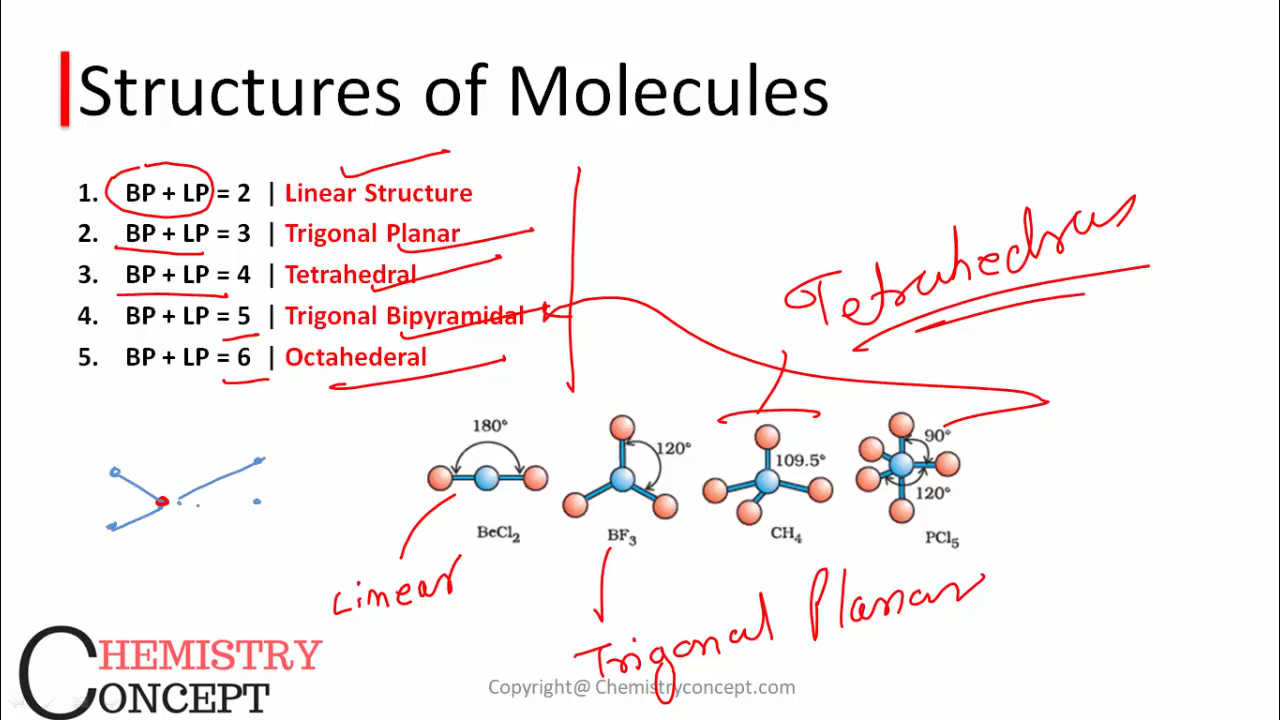 Structures of Molecules
1. BP + LP = 2 | Linear Structure
2. BP + LP = 3 | Trigonal Planar
3. BP + LP = 4 | Tetrahedral
4. BP + LP = 5 | Trigonal Bipyramidal
5. BP + LP = 6 | Octahederal
Tetrahedral
180°
120°
109.5°
90°
120°
BeCl₂
BF₃
CH₄
PCl₅
Linear
Trigonal Planar
CHEMISTRY
CONCEPT
Copyright@ Chemistryconcept.com